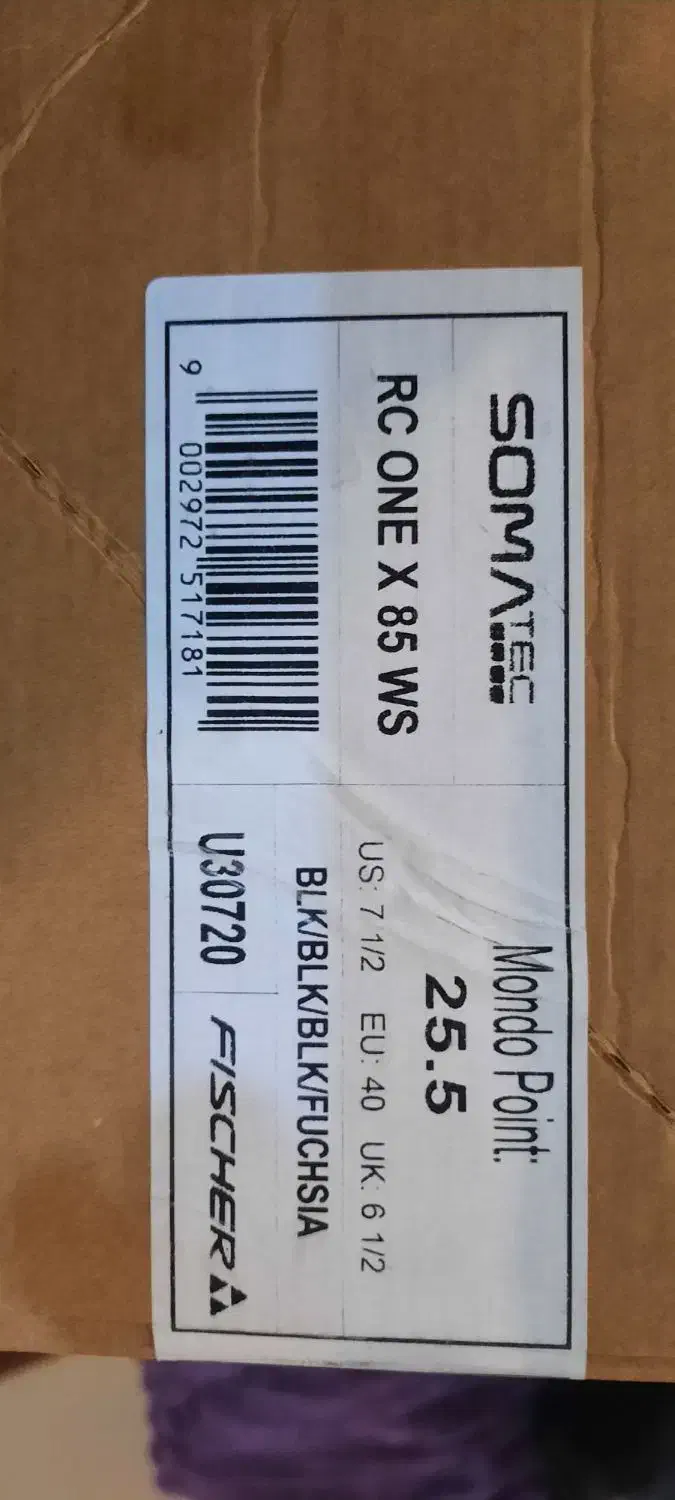 SOMATEC
RC ONE X 85 WS
9 002972 517181
Mondo Point:
25.5
US: 7 1/2 EU: 40 UK: 6 1/2
BLK/BLK/BLK/FUCHSIA
U30720
FISCHER